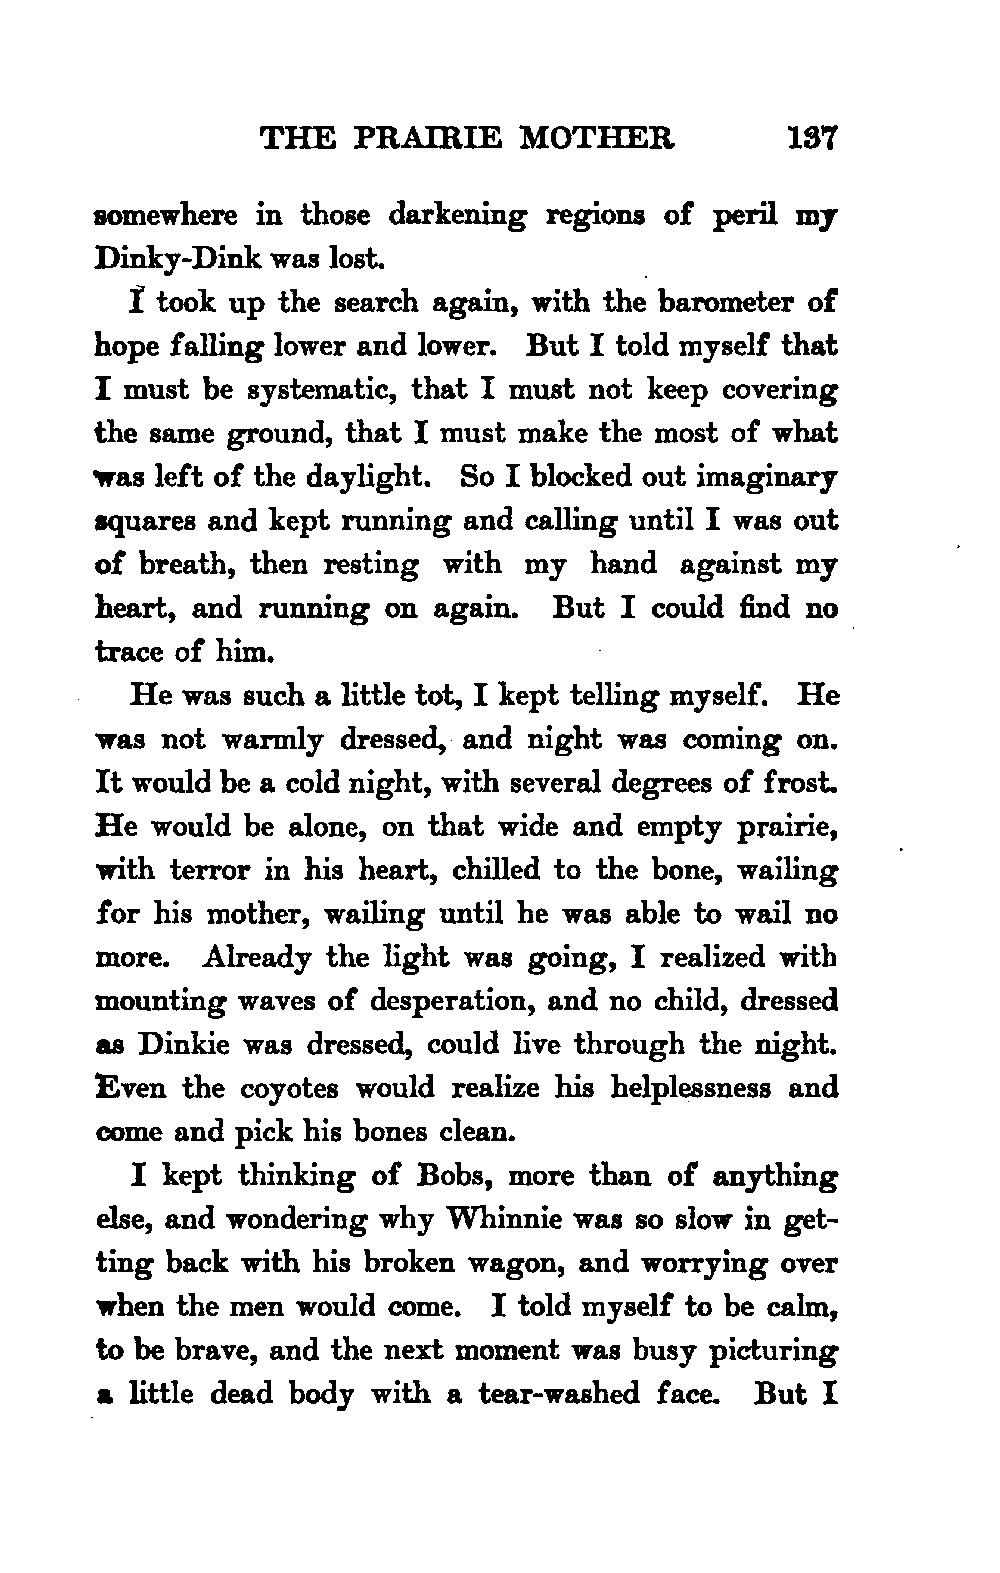 THE PRAIRIE MOTHER 137
somewhere in those darkening regions of peril my
Dinky-Dink was lost.
I took up the search again, with the barometer of
hope falling lower and lower. But I told myself that
I must be systematic, that I must not keep covering
the same ground, that I must make the most of what
was left of the daylight. So I blocked out imaginary
squares and kept running and calling until I was out
of breath, then resting with my hand against my
heart, and running on again. But I could find no
trace of him.
He was such a little tot, I kept telling myself. He
was not warmly dressed, and night was coming on.
It would be a cold night, with several degrees of frost.
He would be alone, on that wide and empty prairie,
with terror in his heart, chilled to the bone, wailing
for his mother, wailing until he was able to wail no
more. Already the light was going, I realized with
mounting waves of desperation, and no child, dressed
as Dinkie was dressed, could live through the night.
Even the coyotes would realize his helplessness and
come and pick his bones clean.
I kept thinking of Bobs, more than of anything
else, and wondering why Whinnie was so slow in get-
ting back with his broken wagon, and worrying over
when the men would come. I told myself to be calm,
to be brave, and the next moment was busy picturing
a little dead body with a tear-washed face. But I